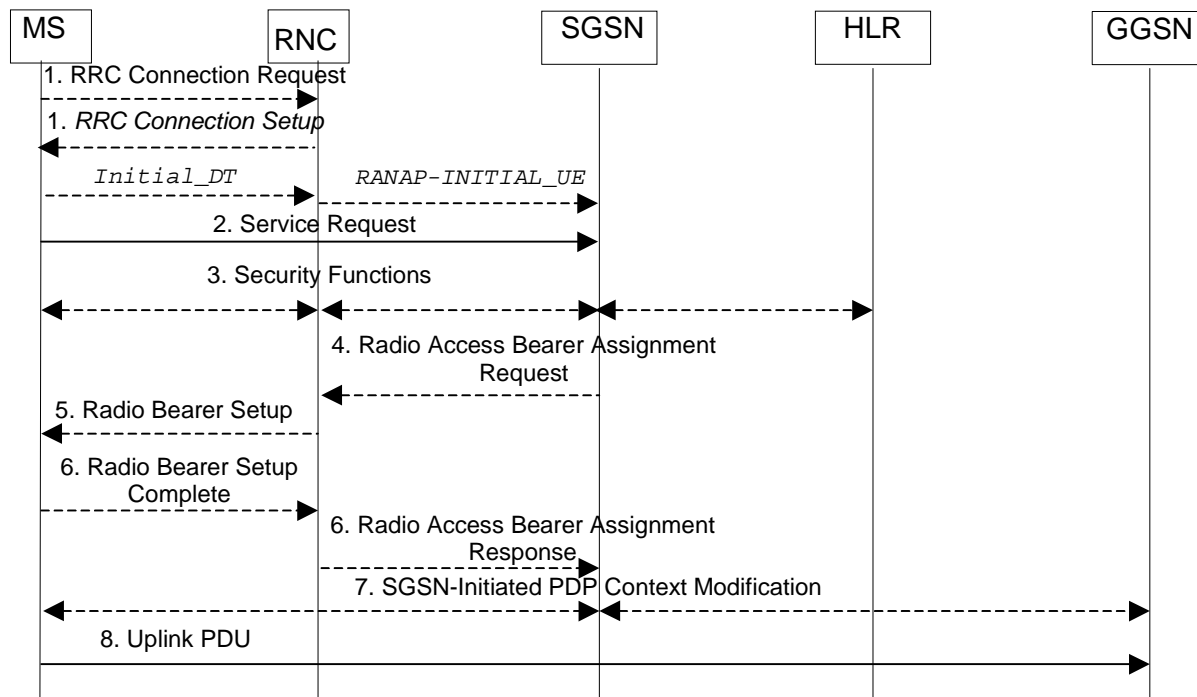 MS
RNC
SGSN
HLR
GGSN
1. RRC Connection Request
1. RRC Connection Setup
Initial_DT
RANAP-INITIAL_UE
2. Service Request
3. Security Functions
4. Radio Access Bearer Assignment
Request
5. Radio Bearer Setup
6. Radio Bearer Setup
Complete
6. Radio Access Bearer Assignment
Response
7. SGSN-Initiated PDP Context Modification
8. Uplink PDU